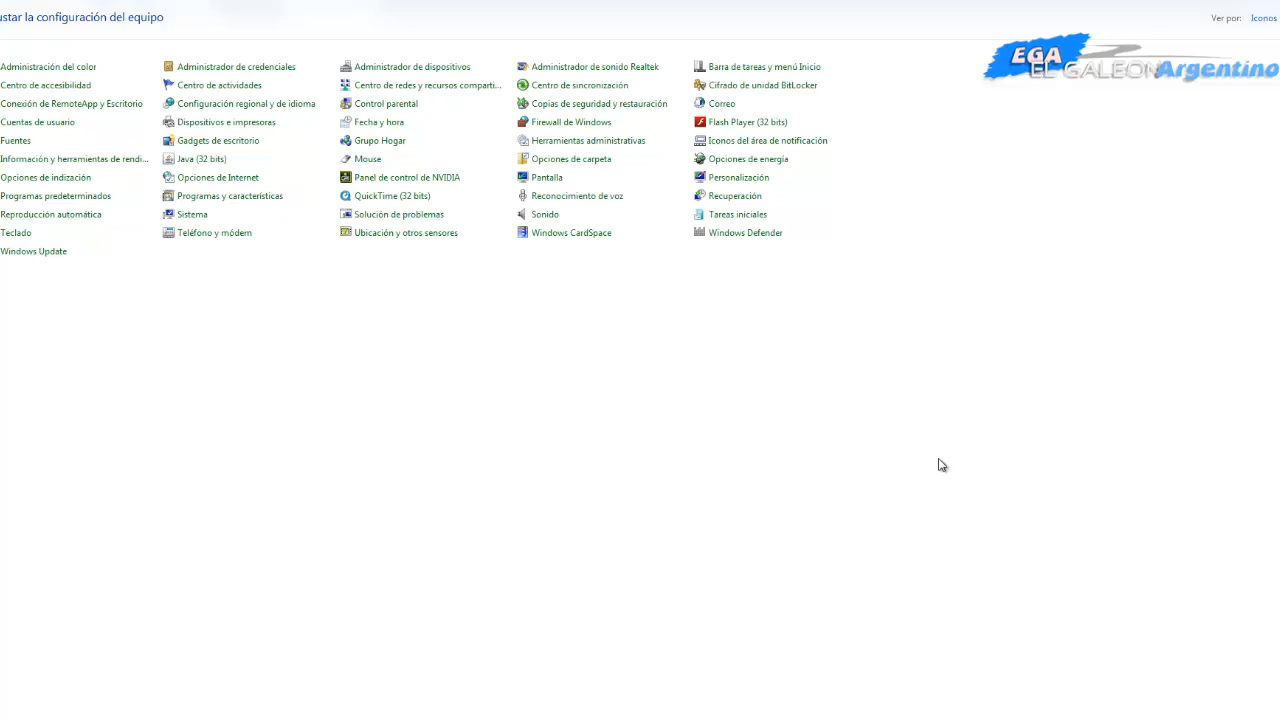 ustar la configuración del equipo
Ver por: Iconos
EGA
EL GALEON Argentino
Administración del color
Administrador de credenciales
Administrador de dispositivos
Administrador de sonido Realtek
Barra de tareas y menú Inicio
Centro de accesibilidad
Centro de actividades
Centro de redes y recursos comparti...
Centro de sincronización
Cifrado de unidad BitLocker
Conexión de RemoteApp y Escritorio
Configuración regional y de idioma
Control parental
Copias de seguridad y restauración
Correo
Cuentas de usuario
Dispositivos e impresoras
Fecha y hora
Firewall de Windows
Flash Player (32 bits)
Fuentes
Gadgets de escritorio
Grupo Hogar
Herramientas administrativas
Iconos del área de notificación
Información y herramientas de rendi...
Java (32 bits)
Mouse
Opciones de carpeta
Opciones de energía
Opciones de indización
Opciones de Internet
Panel de control de NVIDIA
Pantalla
Personalización
Programas predeterminados
Programas y características
QuickTime (32 bits)
Reconocimiento de voz
Recuperación
Reproducción automática
Sistema
Solución de problemas
Sonido
Tareas iniciales
Teclado
Teléfono y módem
Ubicación y otros sensores
Windows CardSpace
Windows Defender
Windows Update